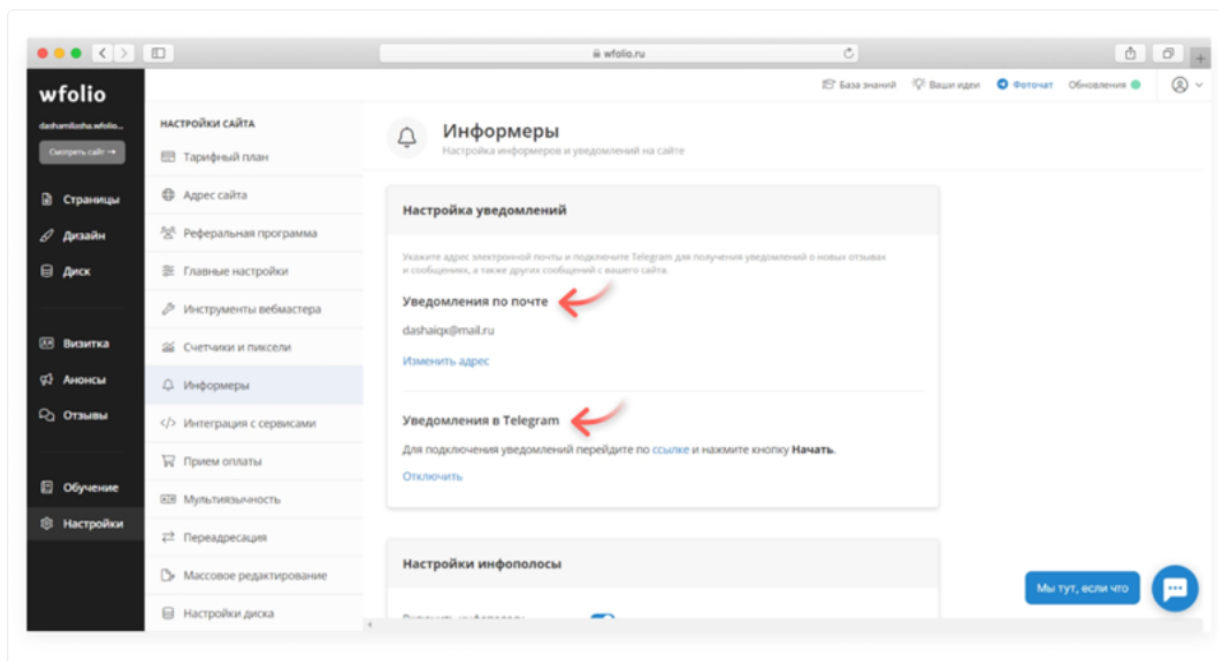 wfolio.ru
База знаний
Ваши идеи
Фоточат
Обновления
wfolio
dashamilasha.wfolio...
Смотреть сайт →
Страницы
Дизайн
Диск
Визитка
Анонсы
Отзывы
Обучение
Настройки
НАСТРОЙКИ САЙТА
Тарифный план
Адрес сайта
Реферальная программа
Главные настройки
Инструменты вебмастера
Счетчики и пиксели
Информеры
Интеграция с сервисами
Прием оплаты
Мультиязычность
Переадресация
Массовое редактирование
Настройки диска
Информеры
Настройка информеров и уведомлений на сайте
Настройка уведомлений
Укажите адрес электронной почты и подключите Telegram для получения уведомлений о новых отзывах
и сообщениях, а также других сообщений с вашего сайта.
Уведомления по почте
dashaiqx@mail.ru
Изменить адрес
Уведомления в Telegram
Для подключения уведомлений перейдите по ссылке и нажмите кнопку Начать.
Отключить
Настройки инфополосы
Мы тут, если что